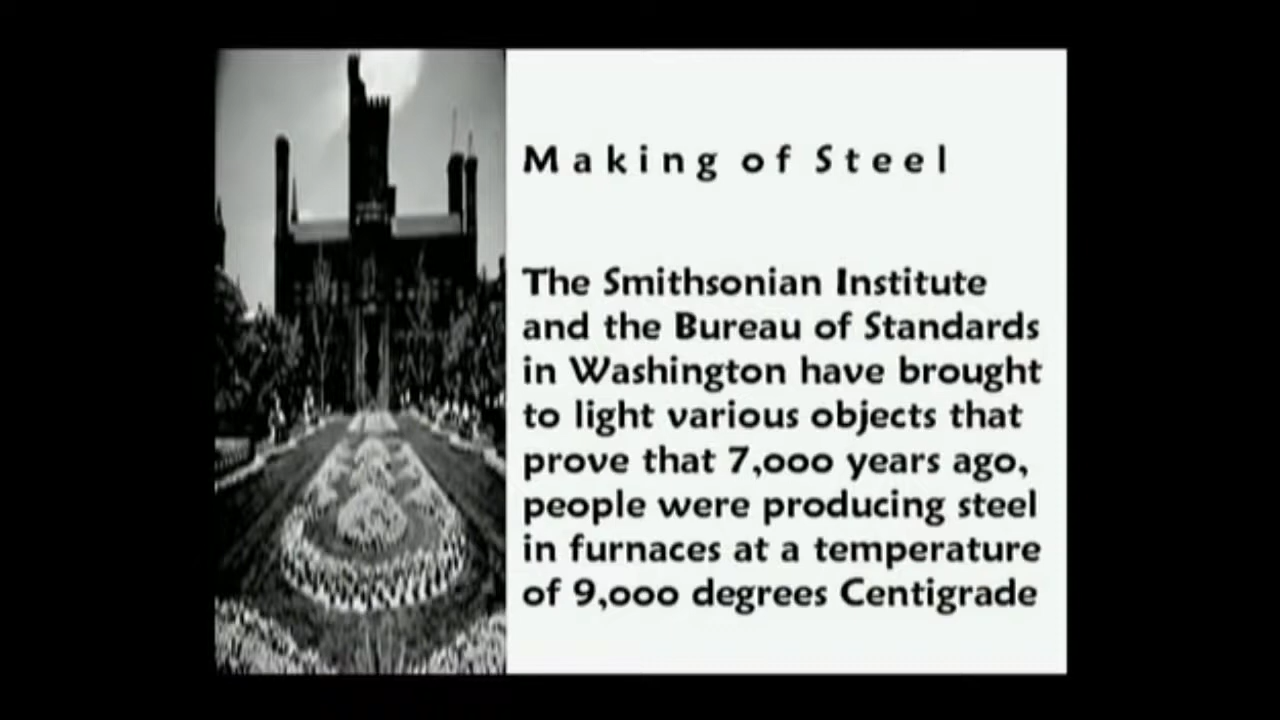 Making of Steel
The Smithsonian Institute
and the Bureau of Standards
in Washington have brought
to light various objects that
prove that 7,000 years ago,
people were producing steel
in furnaces at a temperature
of 9,000 degrees Centigrade